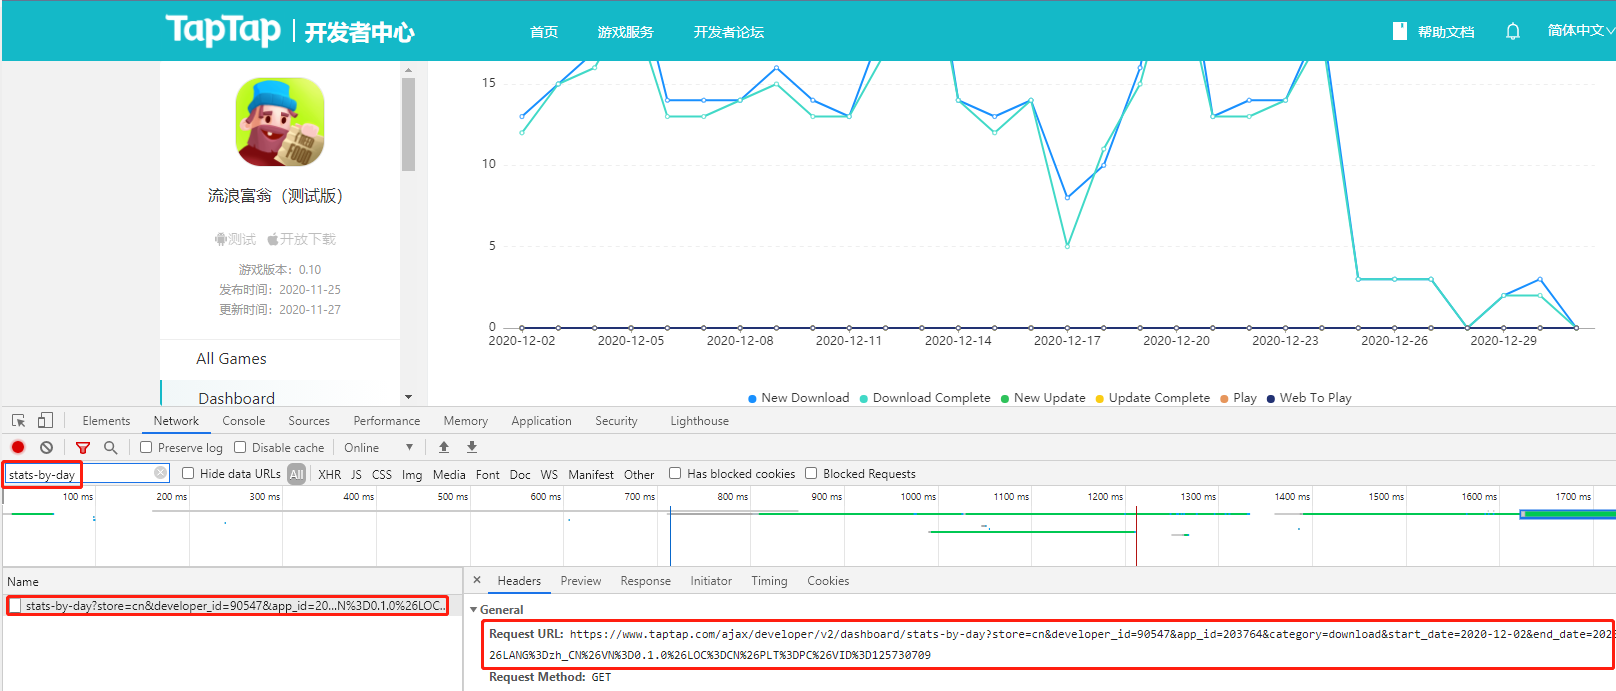 TapTap | 开发者中心
首页 游戏服务 开发者论坛
帮助文档 简体中文
FREE FOOD
流浪富翁（测试版）
测试 开放下载
游戏版本：0.10
发布时间：2020-11-25
更新时间：2020-11-27
All Games
Dashboard
15
10
5
0
2020-12-02 2020-12-05 2020-12-08 2020-12-11 2020-12-14 2020-12-17 2020-12-20 2020-12-23 2020-12-26 2020-12-29
New Download Download Complete New Update Update Complete Play Web To Play
Elements Network Console Sources Performance Memory Application Security Lighthouse
Preserve log Disable cache Online
stats-by-day Hide data URLs All XHR JS CSS Img Media Font Doc WS Manifest Other Has blocked cookies Blocked Requests
100 ms 200 ms 300 ms 400 ms 500 ms 600 ms 700 ms 800 ms 900 ms 1000 ms 1100 ms 1200 ms 1300 ms 1400 ms 1500 ms 1600 ms 1700 ms
Name
stats-by-day?store=cn&developer_id=90547&app_id=20...N%3D0.1.0%26LOC...
× Headers Preview Response Initiator Timing Cookies
General
Request URL: https://www.taptap.com/ajax/developer/v2/dashboard/stats-by-day?store=cn&developer_id=90547&app_id=203764&category=download&start_date=2020-12-02&end_date=202
26LANG%3Dzh_CN%26VN%3D0.1.0%26LOC%3DCN%26PLT%3DPC%26VID%3D125730709
Request Method: GET